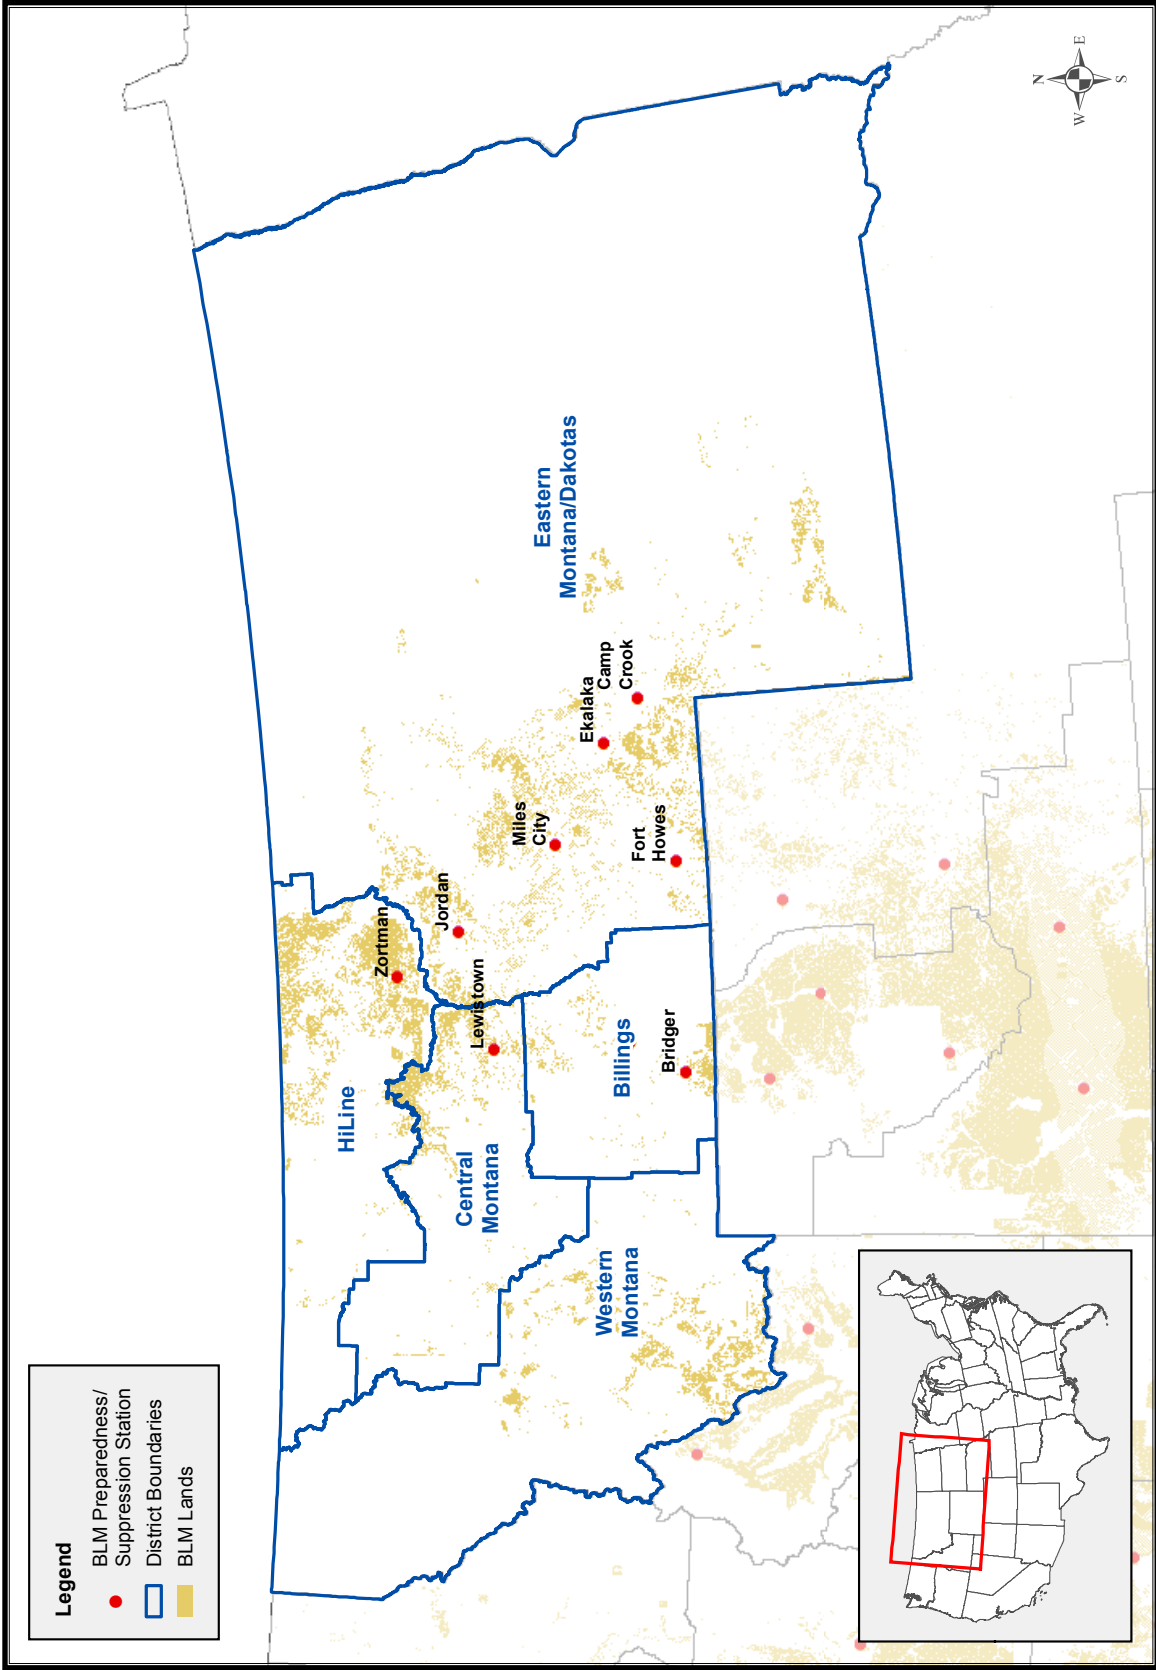 Legend
BLM Preparedness/
Suppression Station
District Boundaries
BLM Lands
HiLine
Zortman
Central
Montana
Lewistown
Jordan
Western
Montana
Billings
Bridger
Miles
City
Fort
Howes
Ekalaka
Camp
Crook
Eastern
Montana/Dakotas
N
W
E
S